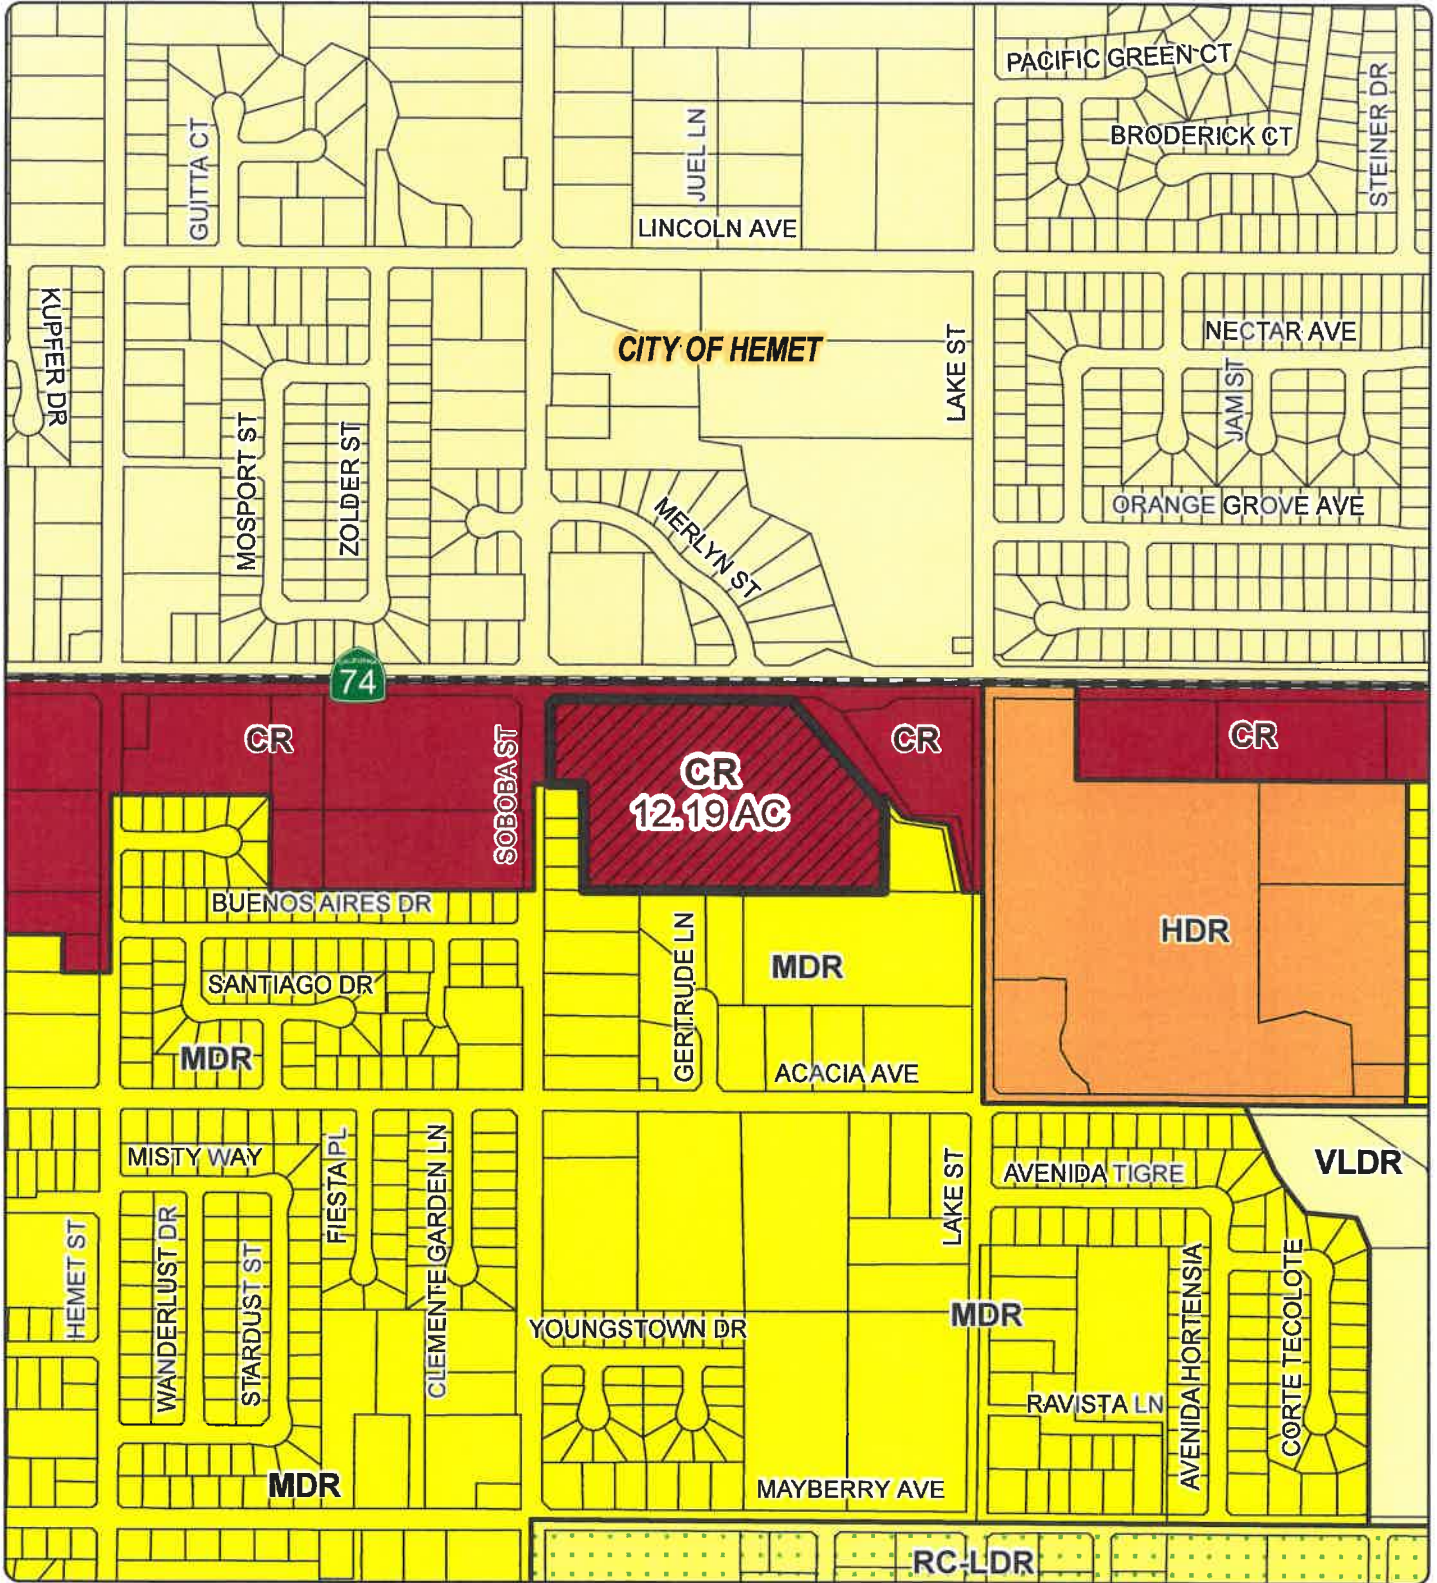 PACIFIC GREEN CT
STEINER DR
BRODERICK CT
GUITTA CT
JUEL LN
LINCOLN AVE
KUPFER DR
CITY OF HEMET
LAKE ST
NECTAR AVE
JAM ST
MOSPORT ST
ZOLDER ST
MERLYN ST
ORANGE GROVE AVE
CALIFORNIA
74
CR
SOBOBA ST
CR
12.19 AC
CR
CR
BUENOS AIRES DR
SANTIAGO DR
GERTRUDE LN
MDR
HDR
MDR
ACACIA AVE
MISTY WAY
FIESTA PL
CLEMENTE GARDEN LN
LAKE ST
AVENIDA TIGRE
VLDR
HEMET ST
WANDERLUST DR
STARDUST ST
YOUNGSTOWN DR
MDR
AVENIDA HORTENSIA
CORTE TECOLOTE
RAVISTA LN
MDR
MAYBERRY AVE
RC-LDR